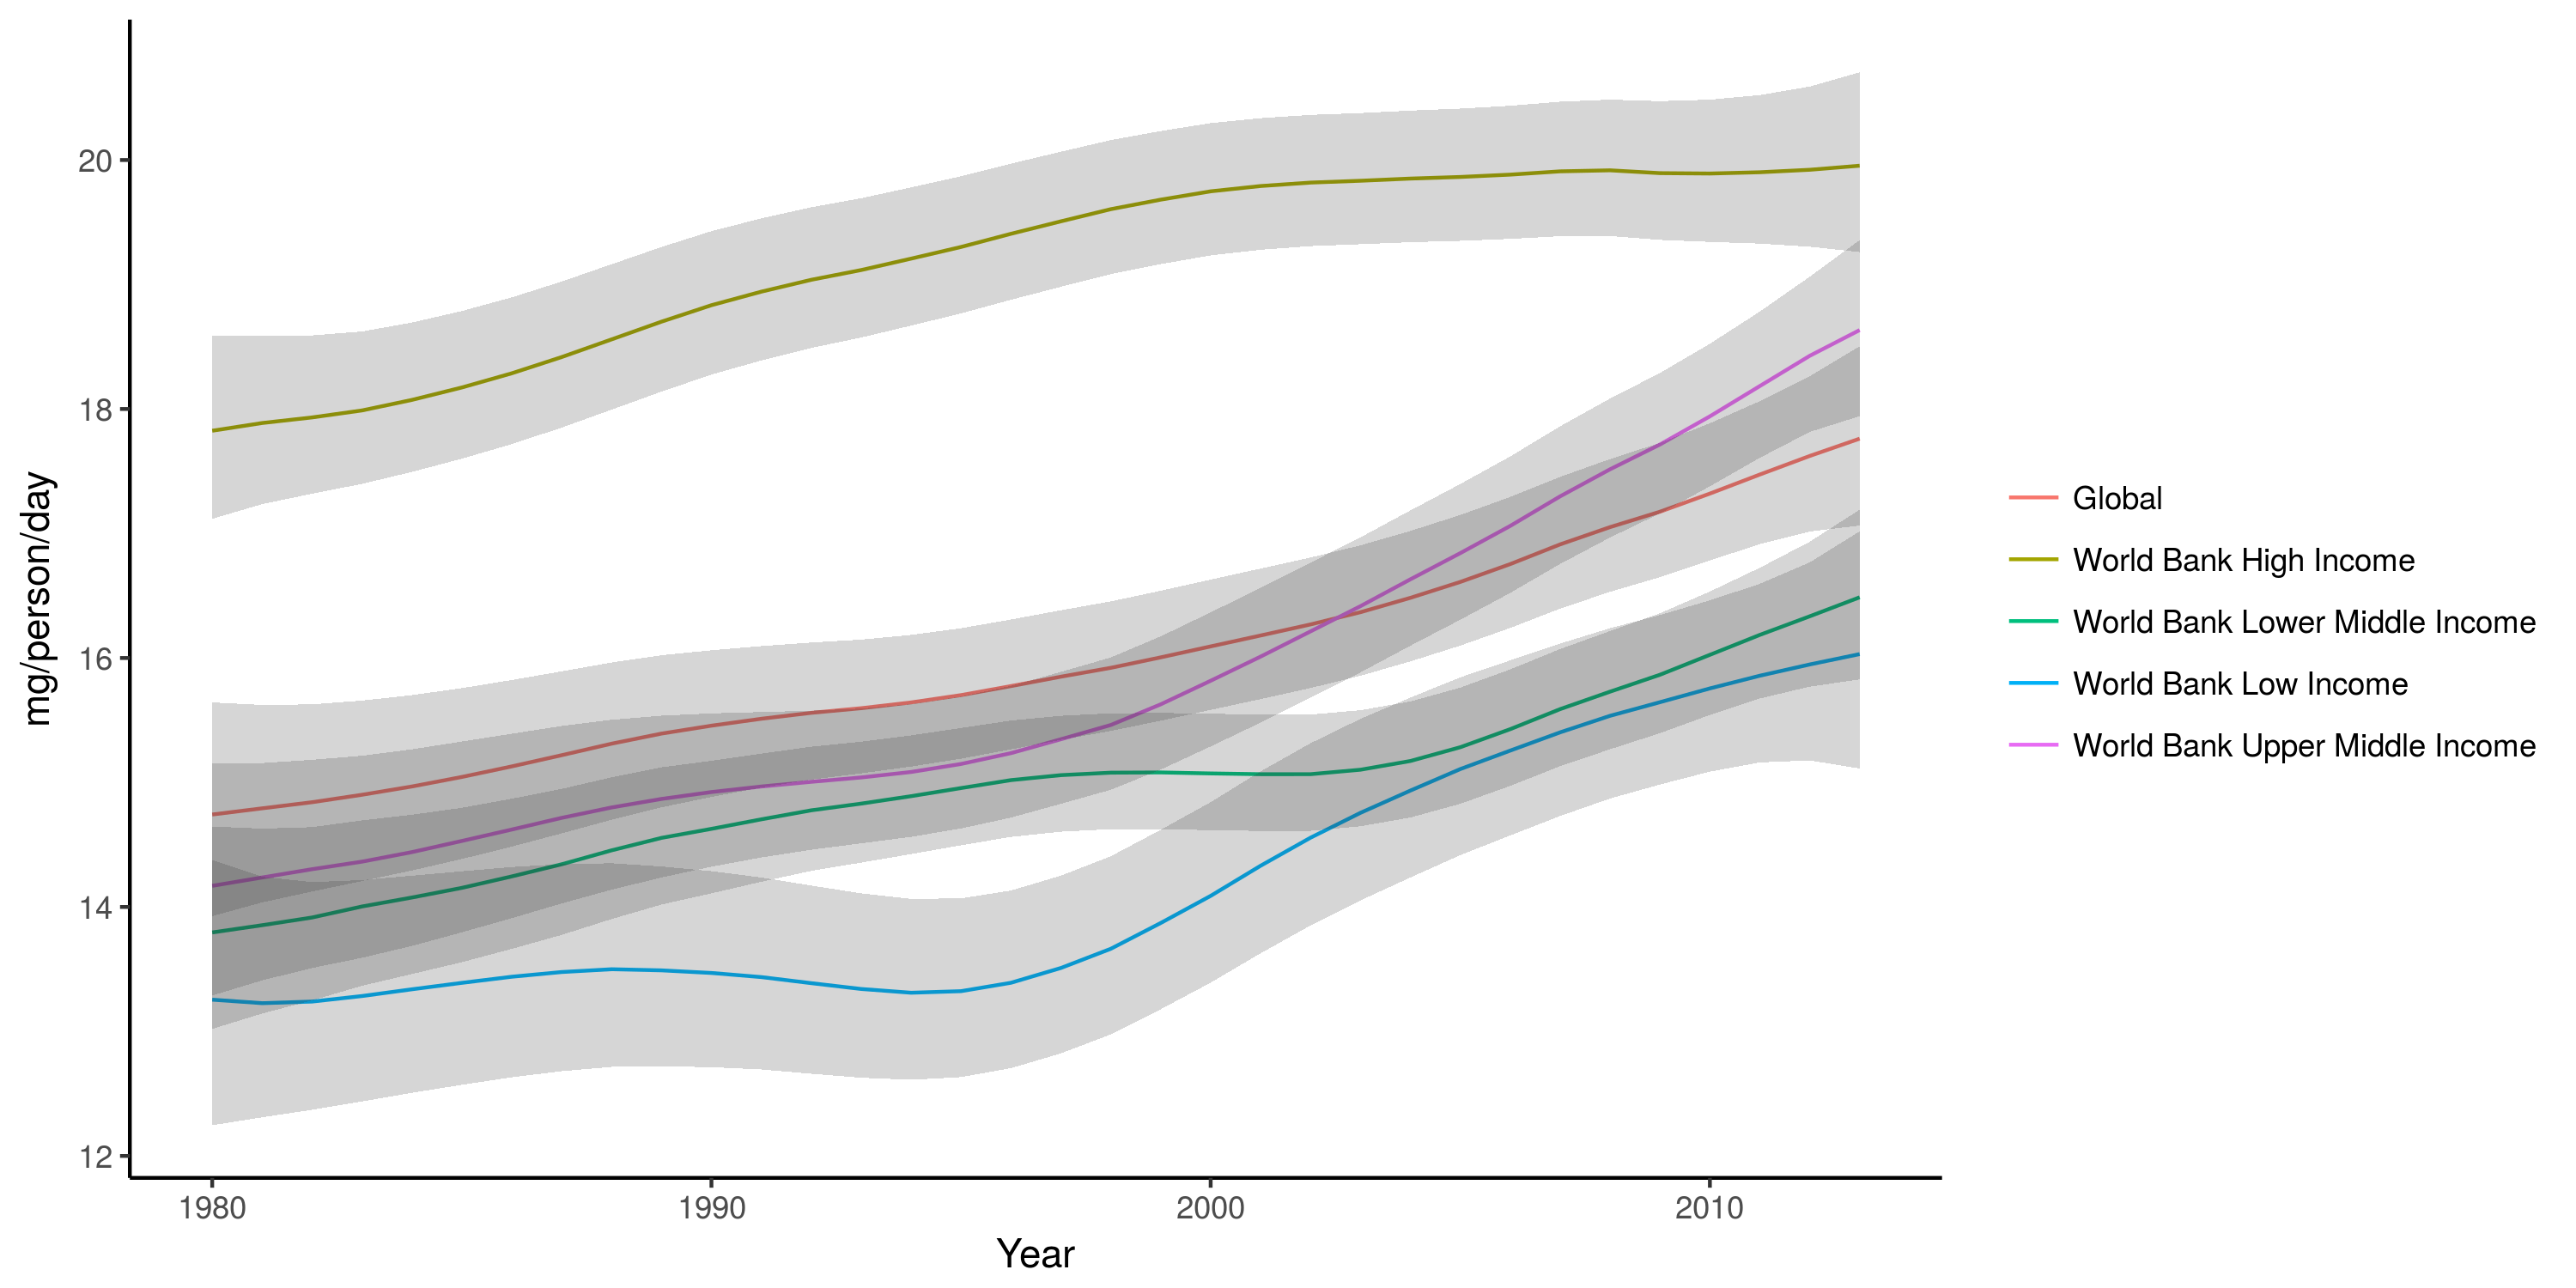 mg/person/day
20
18
16
14
12
1980
1990
2000
2010
Year
Global
World Bank High Income
World Bank Lower Middle Income
World Bank Low Income
World Bank Upper Middle Income